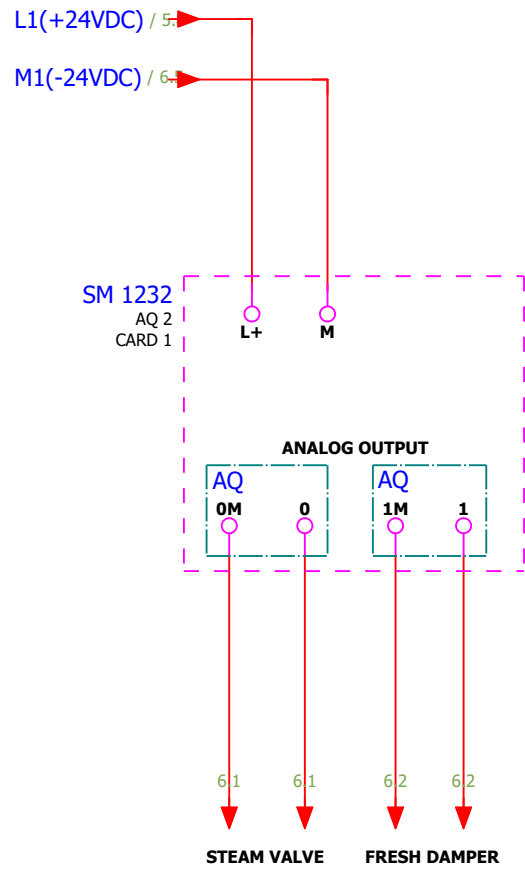 L1(+24VDC) / 5.
M1(-24VDC) / 6.
SM 1232
AQ 2
CARD 1
L+ M
ANALOG OUTPUT
AQ AQ
0M 0 1M 1
6.1 6.1 6.2 6.2
STEAM VALVE FRESH DAMPER